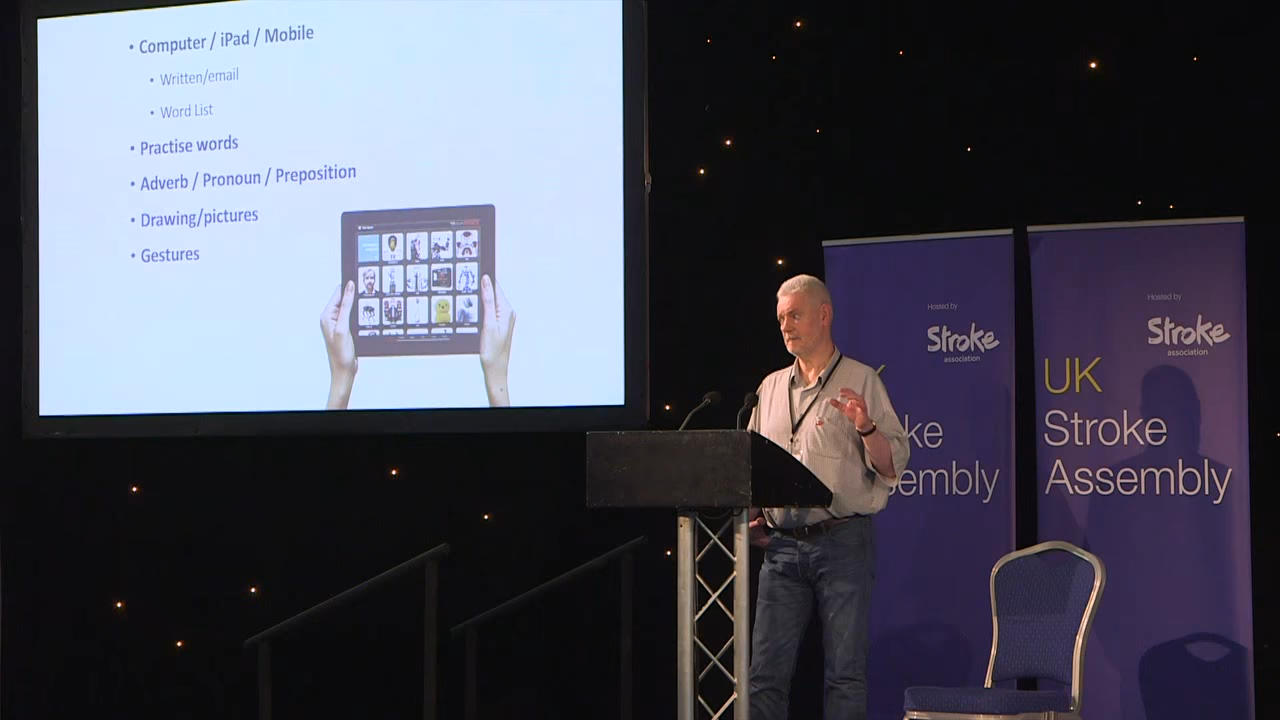 • Computer / iPad / Mobile
• Written/email
• Word List
• Practise words
• Adverb / Pronoun / Preposition
• Drawing/pictures
• Gestures
Hosted by
Stroke
association
ke
sembly
Hosted by
Stroke
association
UK
Stroke
Assembly